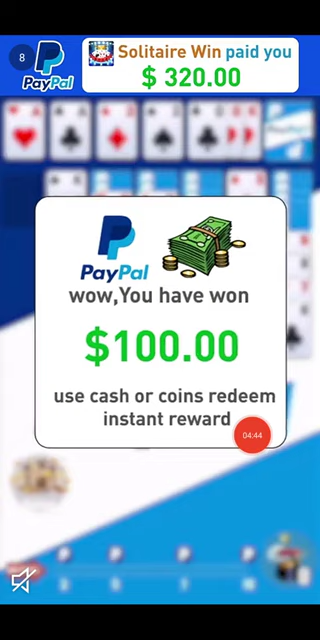 8
PayPal
Solitaire Win paid you
$ 320.00
PayPal
wow,You have won
$100.00
use cash or coins redeem
instant reward
04:44